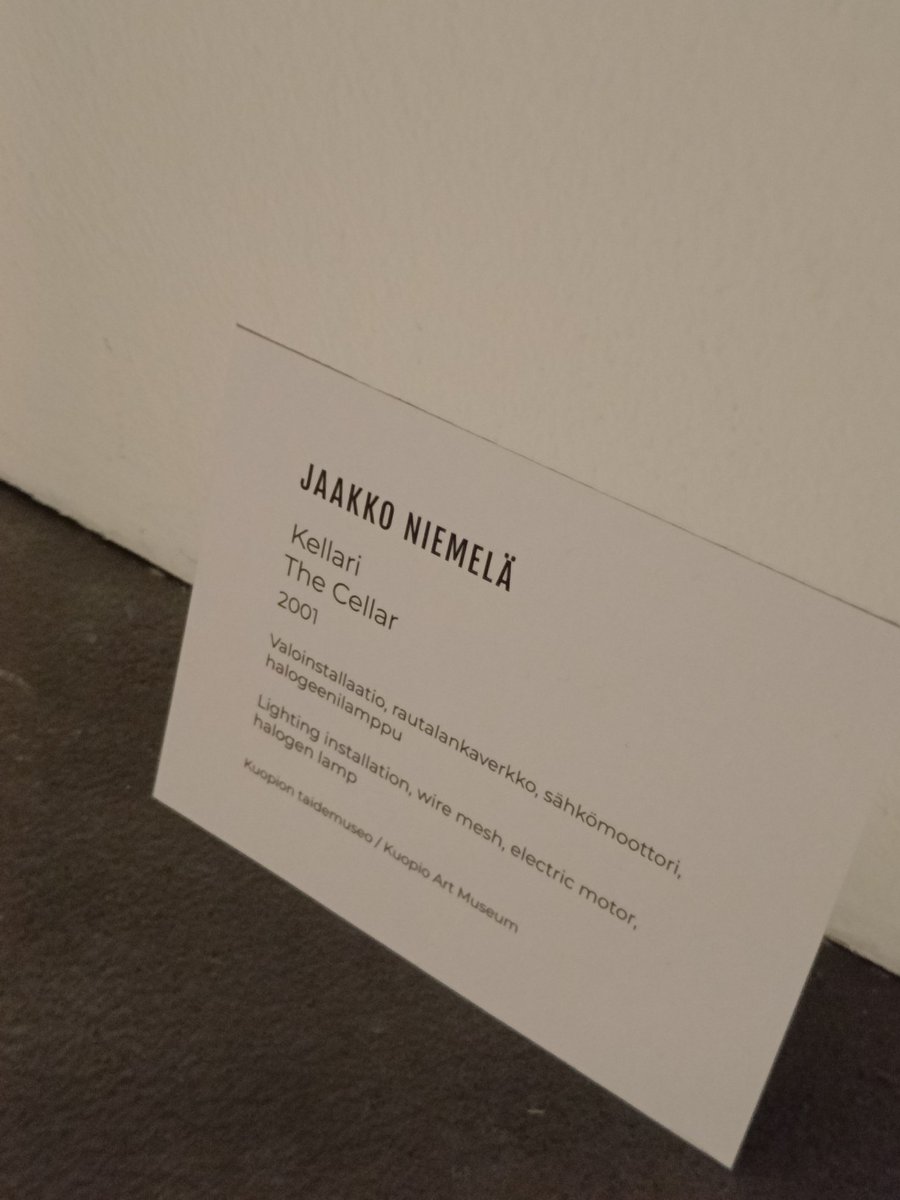 JAAKKO NIEMELÄ
Kellari
The Cellar
2001
Valoinstallaatio, rautalankaverkko, sähkömoottori,
halogeenilamppu
Lighting installation, wire mesh, electric motor,
halogen lamp
Kuopion taidemuseo / Kuopio Art Museum